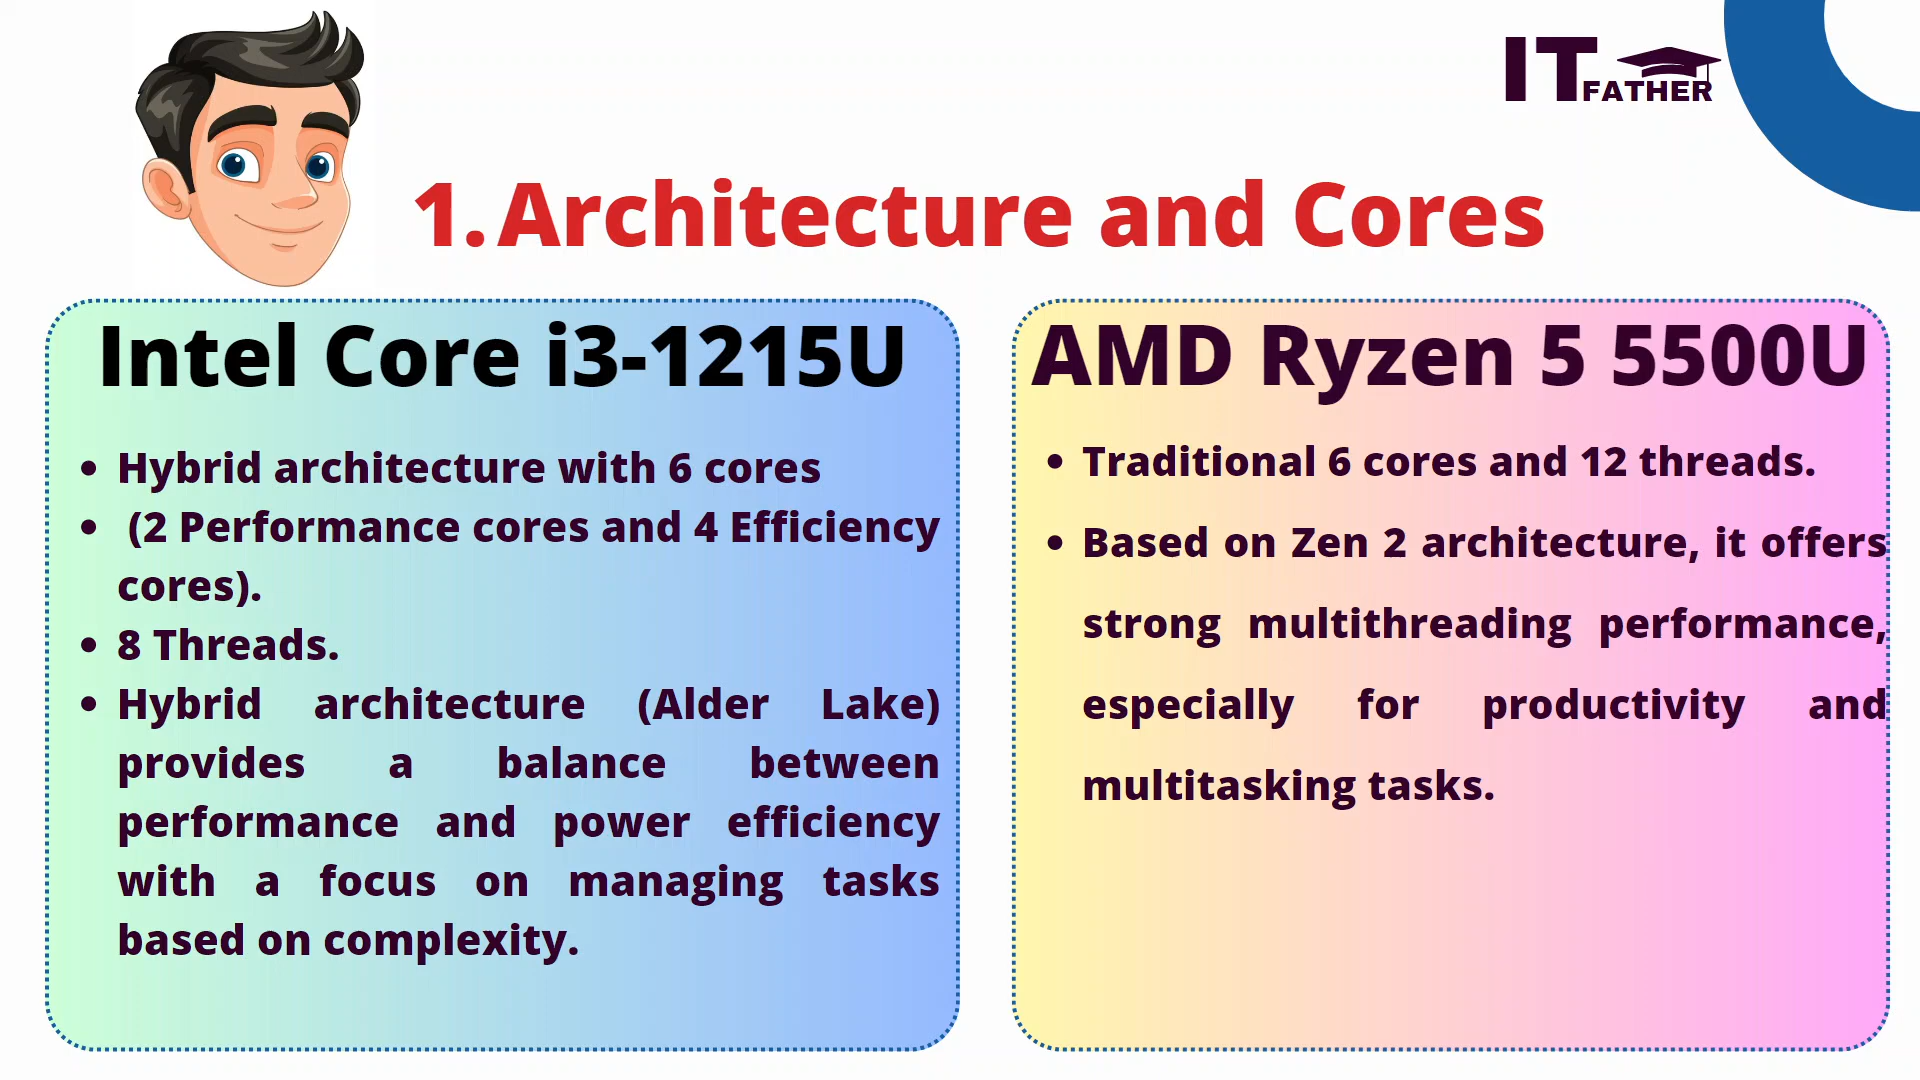 IT
FATHER
1. Architecture and Cores
Intel Core i3-1215U
• Hybrid architecture with 6 cores
• (2 Performance cores and 4 Efficiency
cores).
• 8 Threads.
• Hybrid architecture (Alder Lake)
provides a balance between
performance and power efficiency
with a focus on managing tasks
based on complexity.
AMD Ryzen 5 5500U
• Traditional 6 cores and 12 threads.
• Based on Zen 2 architecture, it offers
strong multithreading performance,
especially for productivity and
multitasking tasks.